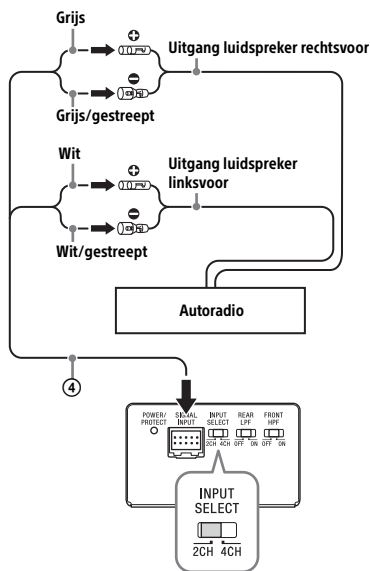 Grijs
Uitgang luidspreker rechtsvoor
Grijs/gestreept
Wit
Uitgang luidspreker
linksvoor
Wit/gestreept
Autoradio
④
POWER/ PROTECT
SIGNAL INPUT
INPUT SELECT
REAR LPF
FRONT HPF
2CH 4CH
OFF ON
OFF ON
INPUT
SELECT
2CH 4CH